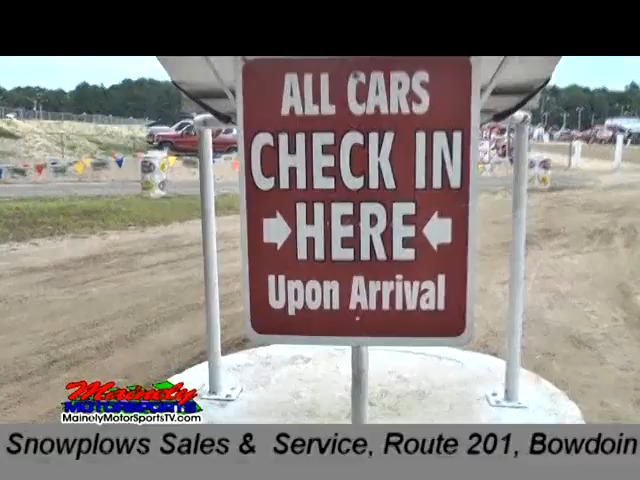 ALL CARS
CHECK IN
HERE
Upon Arrival
Mainely
MOTORSPORTS
MainelyMotorSportsTV.com
Snowplows Sales & Service, Route 201, Bowdoin